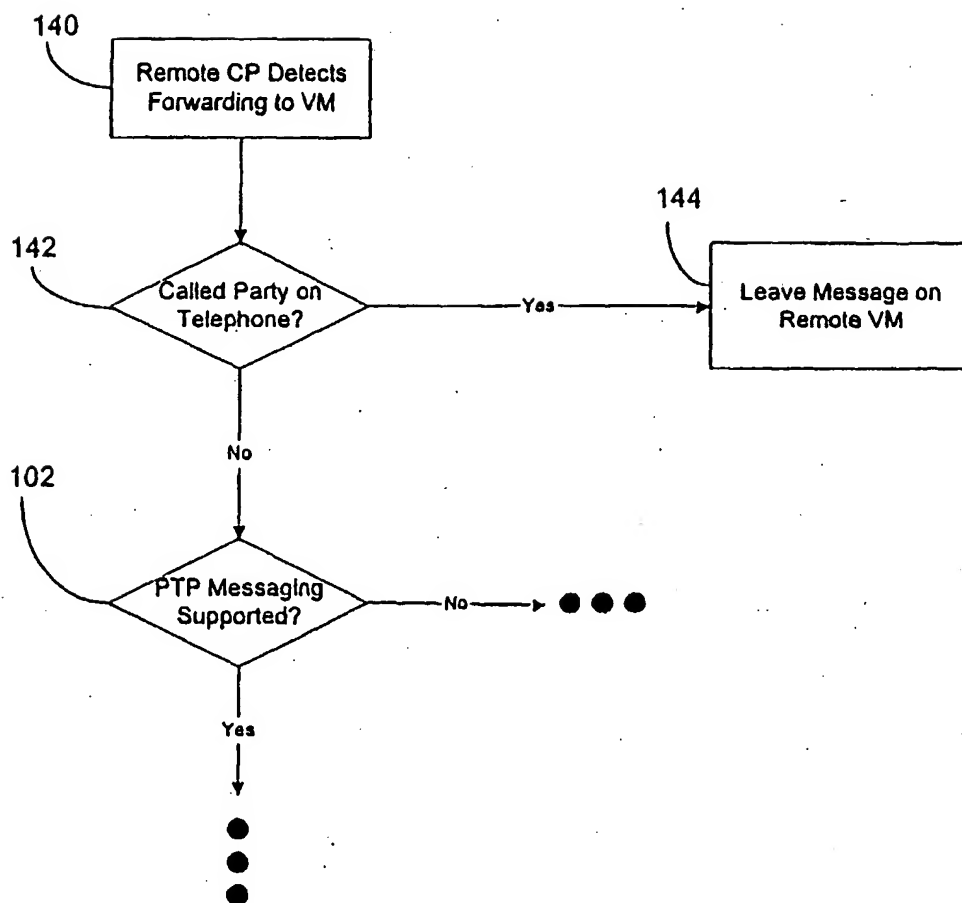 140
Remote CP Detects
Forwarding to VM
144
142
Called Party on
Telephone?
Yes
Leave Message on
Remote VM
No
102
PTP Messaging
Supported?
No
Yes